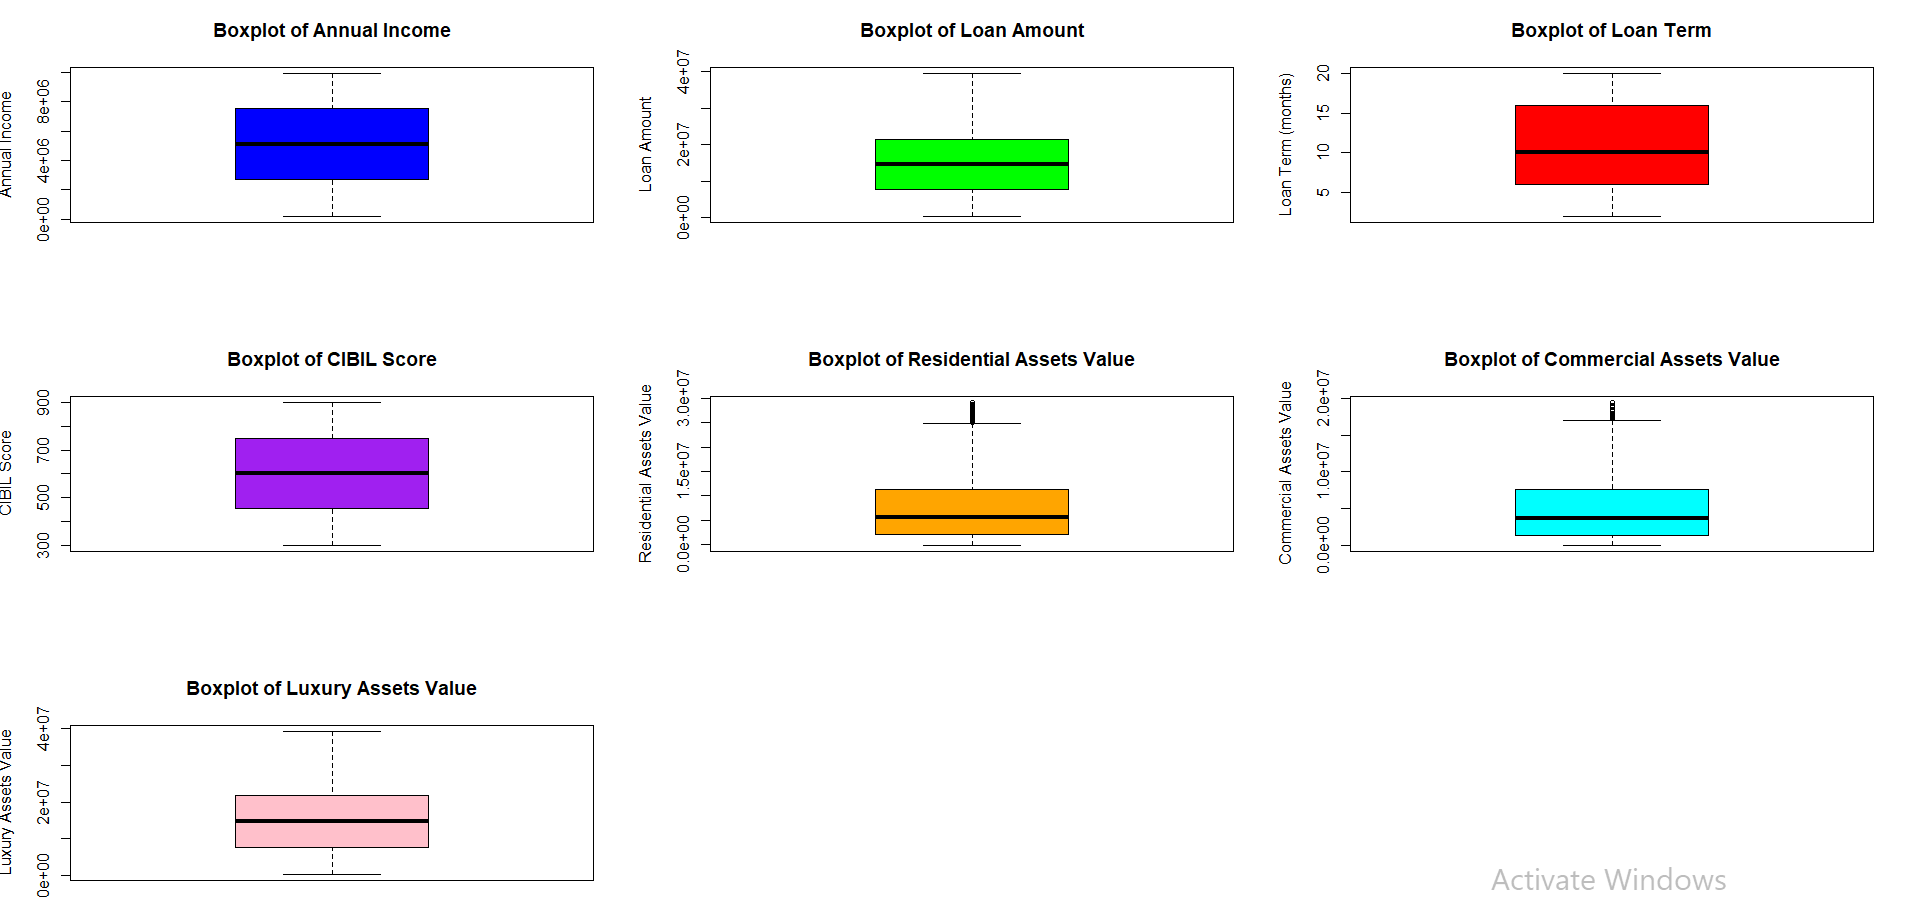 Boxplot of Annual Income
Annual Income
0e+00 4e+06 8e+06
Boxplot of Loan Amount
Loan Amount
0e+00 2e+07 4e+07
Boxplot of Loan Term
Loan Term (months)
5 10 15 20
Boxplot of CIBIL Score
CIBIL Score
300 500 700 900
Boxplot of Residential Assets Value
Residential Assets Value
0.0e+00 1.5e+07 3.0e+07
Boxplot of Commercial Assets Value
Commercial Assets Value
0.0e+00 1.0e+07 2.0e+07
Boxplot of Luxury Assets Value
Luxury Assets Value
0e+00 2e+07 4e+07
Activate Windows